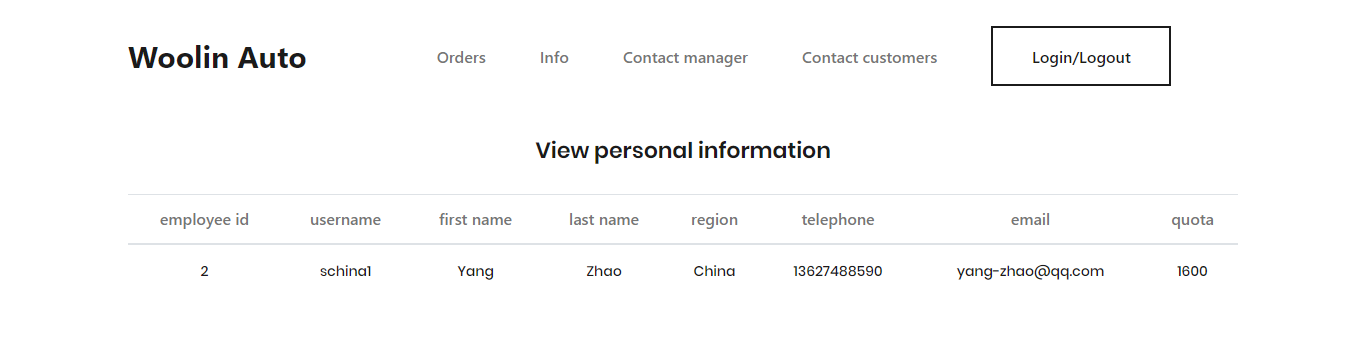 Woolin Auto Orders Info Contact manager Contact customers Login/Logout
View personal information
employee id username first name last name region telephone email quota
2 schina1 Yang Zhao China 13627488590 yang-zhao@qq.com 1600